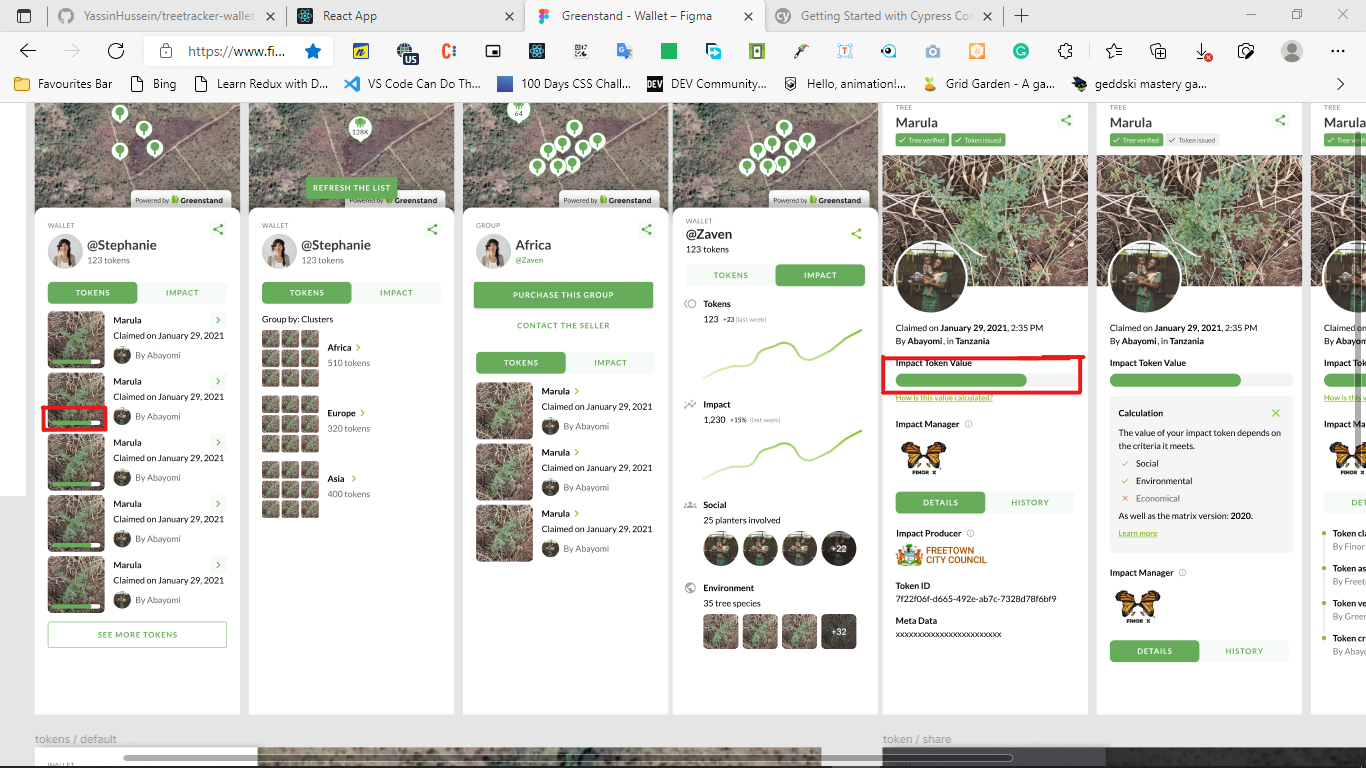 YassinHussein/treetracker-wallet
React App
Greenstand - Wallet – Figma
Getting Started with Cypress Cor
https://www.fi...
US
Favourites Bar
Bing
Learn Redux with D...
VS Code Can Do Th...
100 Days CSS Chall...
DEV
DEV Community...
Hello, animation!...
Grid Garden - A ga...
geddski mastery ga...
Powered by Greenstand
WALLET
@Stephanie
123 tokens
TOKENS
IMPACT
Marula
Claimed on January 29, 2021
By Abayomi
Marula
Claimed on January 29, 2021
By Abayomi
Marula
Claimed on January 29, 2021
By Abayomi
Marula
Claimed on January 29, 2021
By Abayomi
Marula
Claimed on January 29, 2021
By Abayomi
SEE MORE TOKENS
128K
REFRESH THE LIST
Powered by Greenstand
WALLET
@Stephanie
123 tokens
TOKENS
IMPACT
Group by: Clusters
Africa
510 tokens
Europe
320 tokens
Asia
400 tokens
64
Powered by Greenstand
GROUP
Africa
@Zaven
PURCHASE THIS GROUP
CONTACT THE SELLER
TOKENS
IMPACT
Marula
Claimed on January 29, 2021
By Abayomi
Marula
Claimed on January 29, 2021
By Abayomi
Marula
Claimed on January 29, 2021
By Abayomi
Powered by Greenstand
WALLET
@Zaven
123 tokens
TOKENS
IMPACT
Tokens
123 +23 (last week)
Impact
1,230 +15% (last week)
Social
25 planters involved
+22
Environment
35 tree species
+32
TREE
Marula
Tree verified
Token issued
Claimed on January 29, 2021, 2:35 PM
By Abayomi, in Tanzania
Impact Token Value
How is this value calculated?
Impact Manager
FINOR X
DETAILS
HISTORY
Impact Producer
FREETOWN
CITY COUNCIL
Token ID
7f22f06f-d665-492e-ab7c-7328d78f6bf9
Meta Data
xxxxxxxxxxxxxxxxxxxxxxxxx
TREE
Marula
Tree verified
Token issued
Claimed on January 29, 2021, 2:35 PM
By Abayomi, in Tanzania
Impact Token Value
Calculation
The value of your impact token depends on
the criteria it meets.
Social
Environmental
Economical
As well as the matrix version: 2020.
Learn more
Impact Manager
FINOR X
DETAILS
HISTORY
TREE
Marula
Tree v
Claimed o
By Abayom
Impact Tok
How is this v
Impact Ma
FINOR
DET
Token cla
By Finor
Token as
By Freet
Token ve
By Green
Token cr
By Abayo
tokens / default
token / share
WALLET